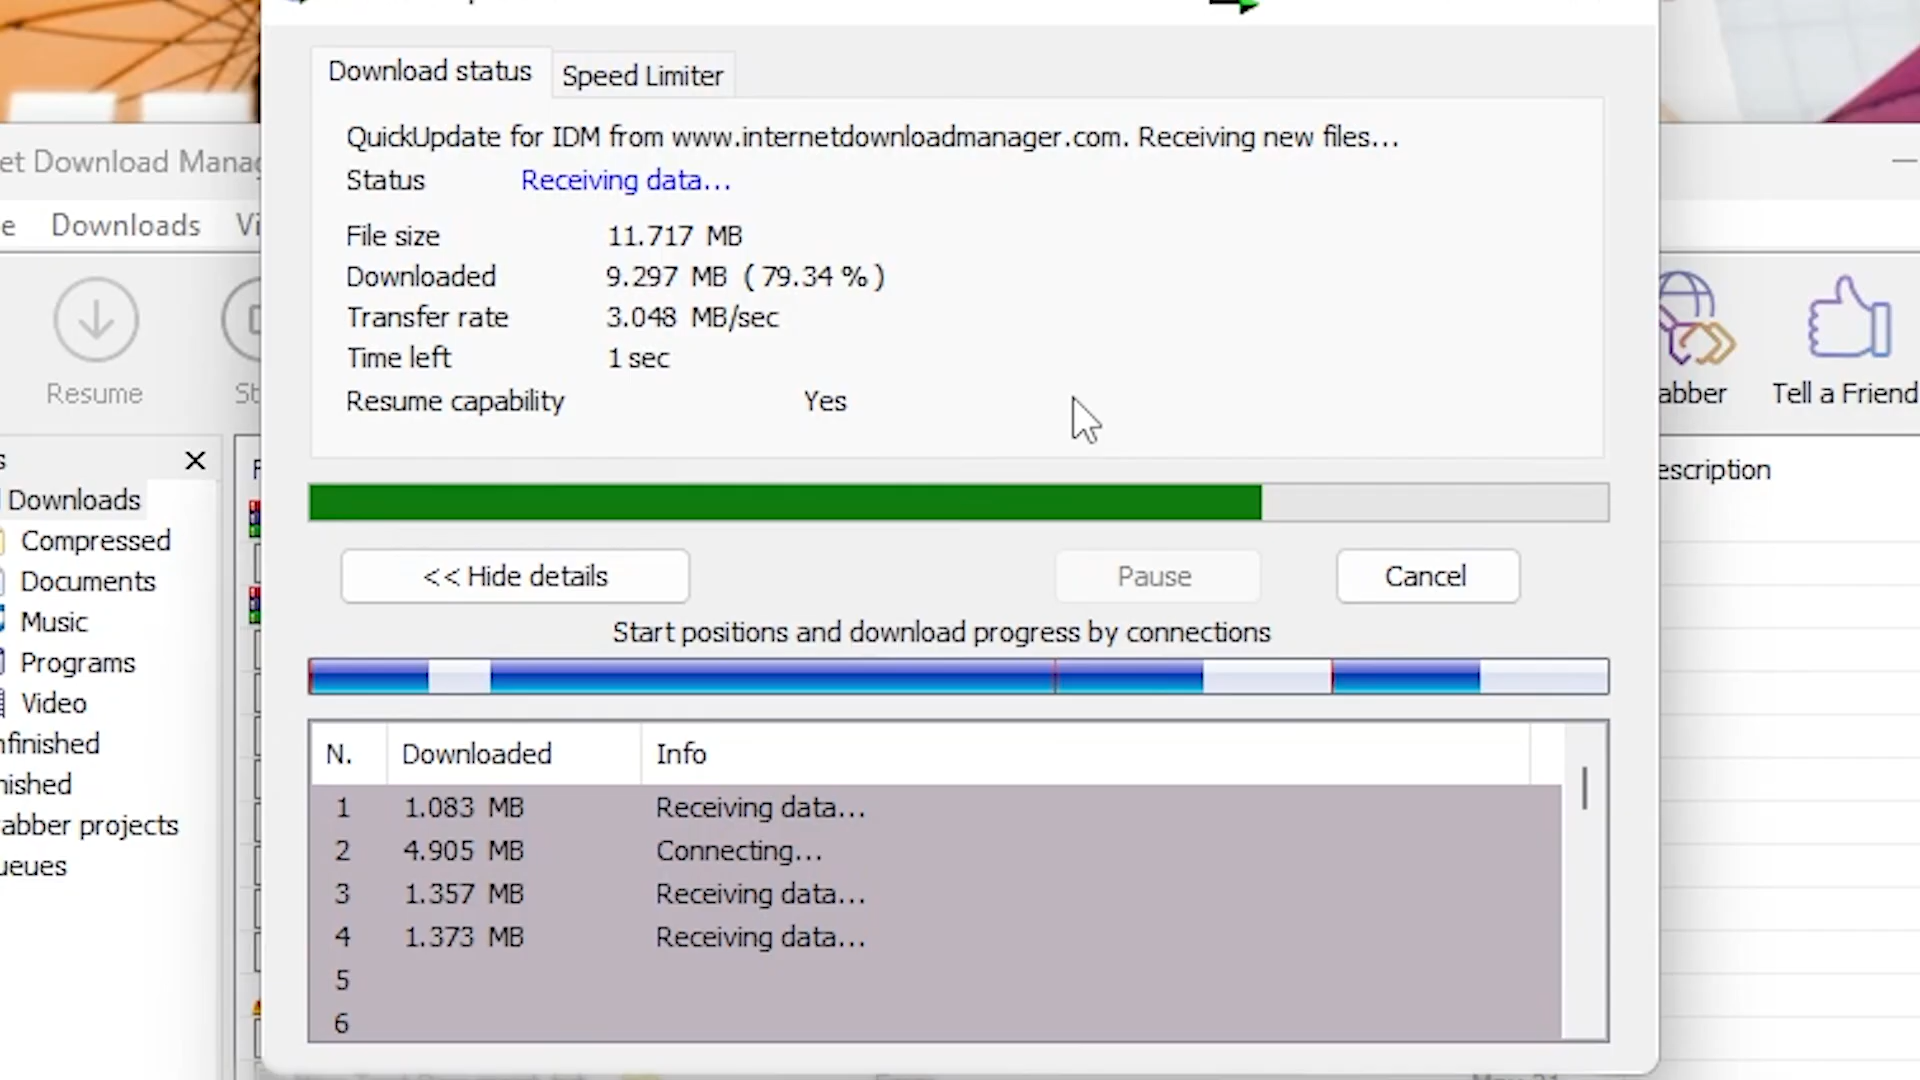 Download status
Speed Limiter
QuickUpdate for IDM from www.internetdownloadmanager.com. Receiving new files...
Status Receiving data...
File size 11.717 MB
Downloaded 9.297 MB ( 79.34 % )
Transfer rate 3.048 MB/sec
Time left 1 sec
Resume capability Yes
<< Hide details
Pause
Cancel
Start positions and download progress by connections
N. Downloaded Info
1 1.083 MB Receiving data...
2 4.905 MB Connecting...
3 1.357 MB Receiving data...
4 1.373 MB Receiving data...
5
6
et Download Manag
e Downloads Vi
Resume
St
abber
Tell a Friend
s
Downloads
Compressed
Documents
Music
Programs
Video
nfinished
nished
abber projects
ueues
F
escription